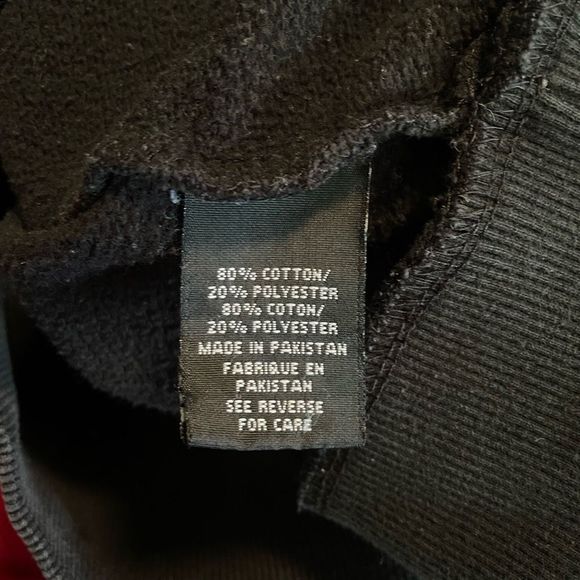 80% COTTON/
20% POLYESTER
80% COTON/
20% POLYESTER
MADE IN PAKISTAN
FABRIQUE EN
PAKISTAN
SEE REVERSE
FOR CARE